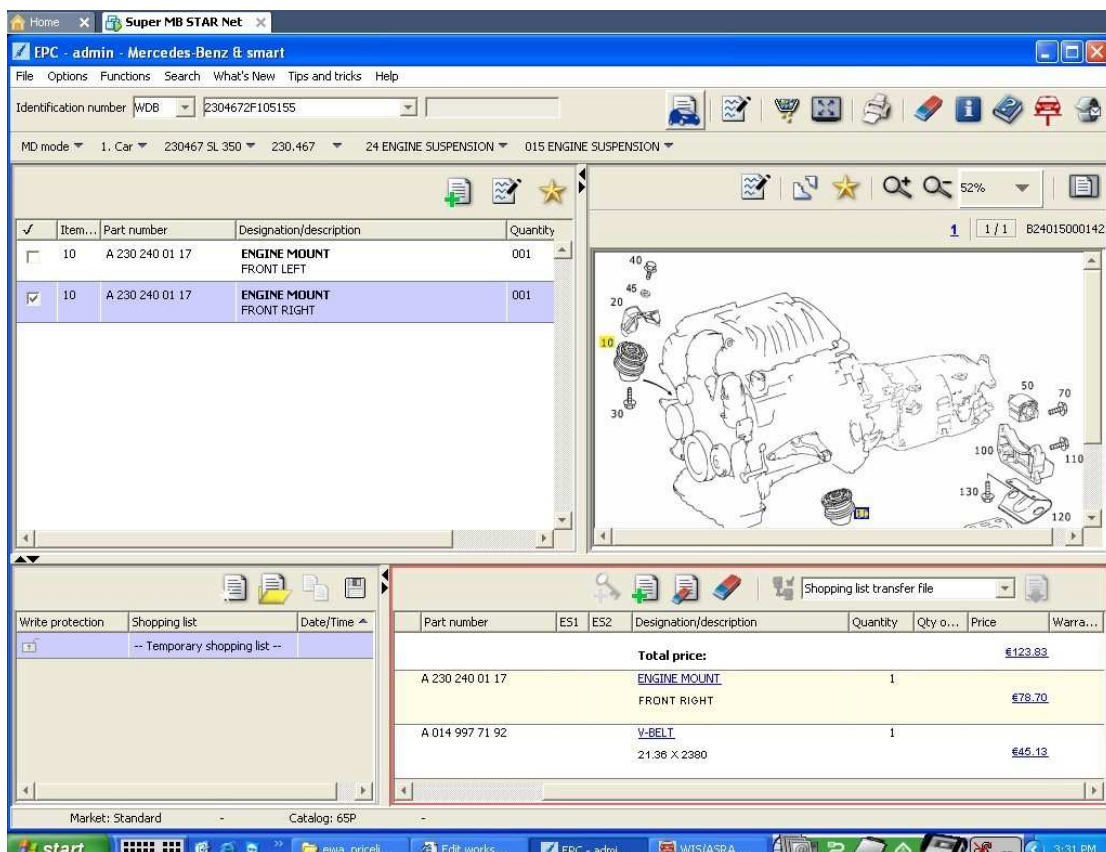 Home
Super MB STAR Net
EPC - admin - Mercedes-Benz & smart
File Options Functions Search What's New Tips and tricks Help
Identification number WDB 2304672F105155
MD mode 1. Car 230467 SL 350 230.467 24 ENGINE SUSPENSION 015 ENGINE SUSPENSION
52%
Item... Part number Designation/description Quantity
1 1 / 1 B24015000142
10 A 230 240 01 17 ENGINE MOUNT 001
FRONT LEFT
10 A 230 240 01 17 ENGINE MOUNT 001
FRONT RIGHT
40
45
20
10
30
50
70
100
110
130
120
Shopping list transfer file
Write protection Shopping list Date/Time
-- Temporary shopping list --
Part number ES1 ES2 Designation/description Quantity Qty o... Price Warra...
Total price: €123.83
A 230 240 01 17 ENGINE MOUNT 1
FRONT RIGHT €78.70
A 014 997 71 92 V-BELT 1
21.36 X 2380 €45.13
Market: Standard - Catalog: 65P -
start ewa_priceli... Edit works... EPC - admi... WIS/ASRA 3:31 PM